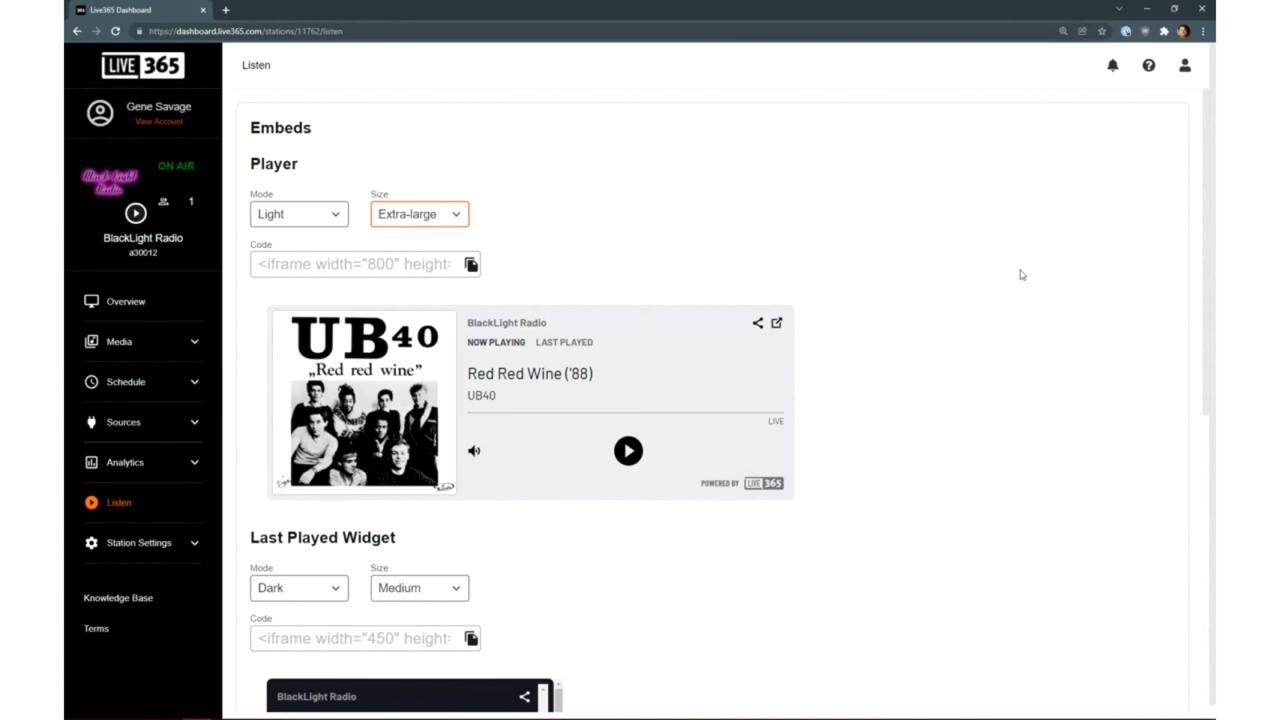 Live365 Dashboard
https://dashboard.live365.com/stations/11762/listen
LIVE 365
Listen
Gene Savage
View Account
ON AIR
Black Light
Radio
1
BlackLight Radio
a30012
Overview
Media
Schedule
Sources
Analytics
Listen
Station Settings
Knowledge Base
Terms
Embeds
Player
Mode
Size
Light
Extra-large
Code
<iframe width="800" height=
UB40
„Red red wine”
BlackLight Radio
NOW PLAYING
LAST PLAYED
Red Red Wine ('88)
UB40
LIVE
POWERED BY LIVE 365
Last Played Widget
Mode
Size
Dark
Medium
Code
<iframe width="450" height=
BlackLight Radio